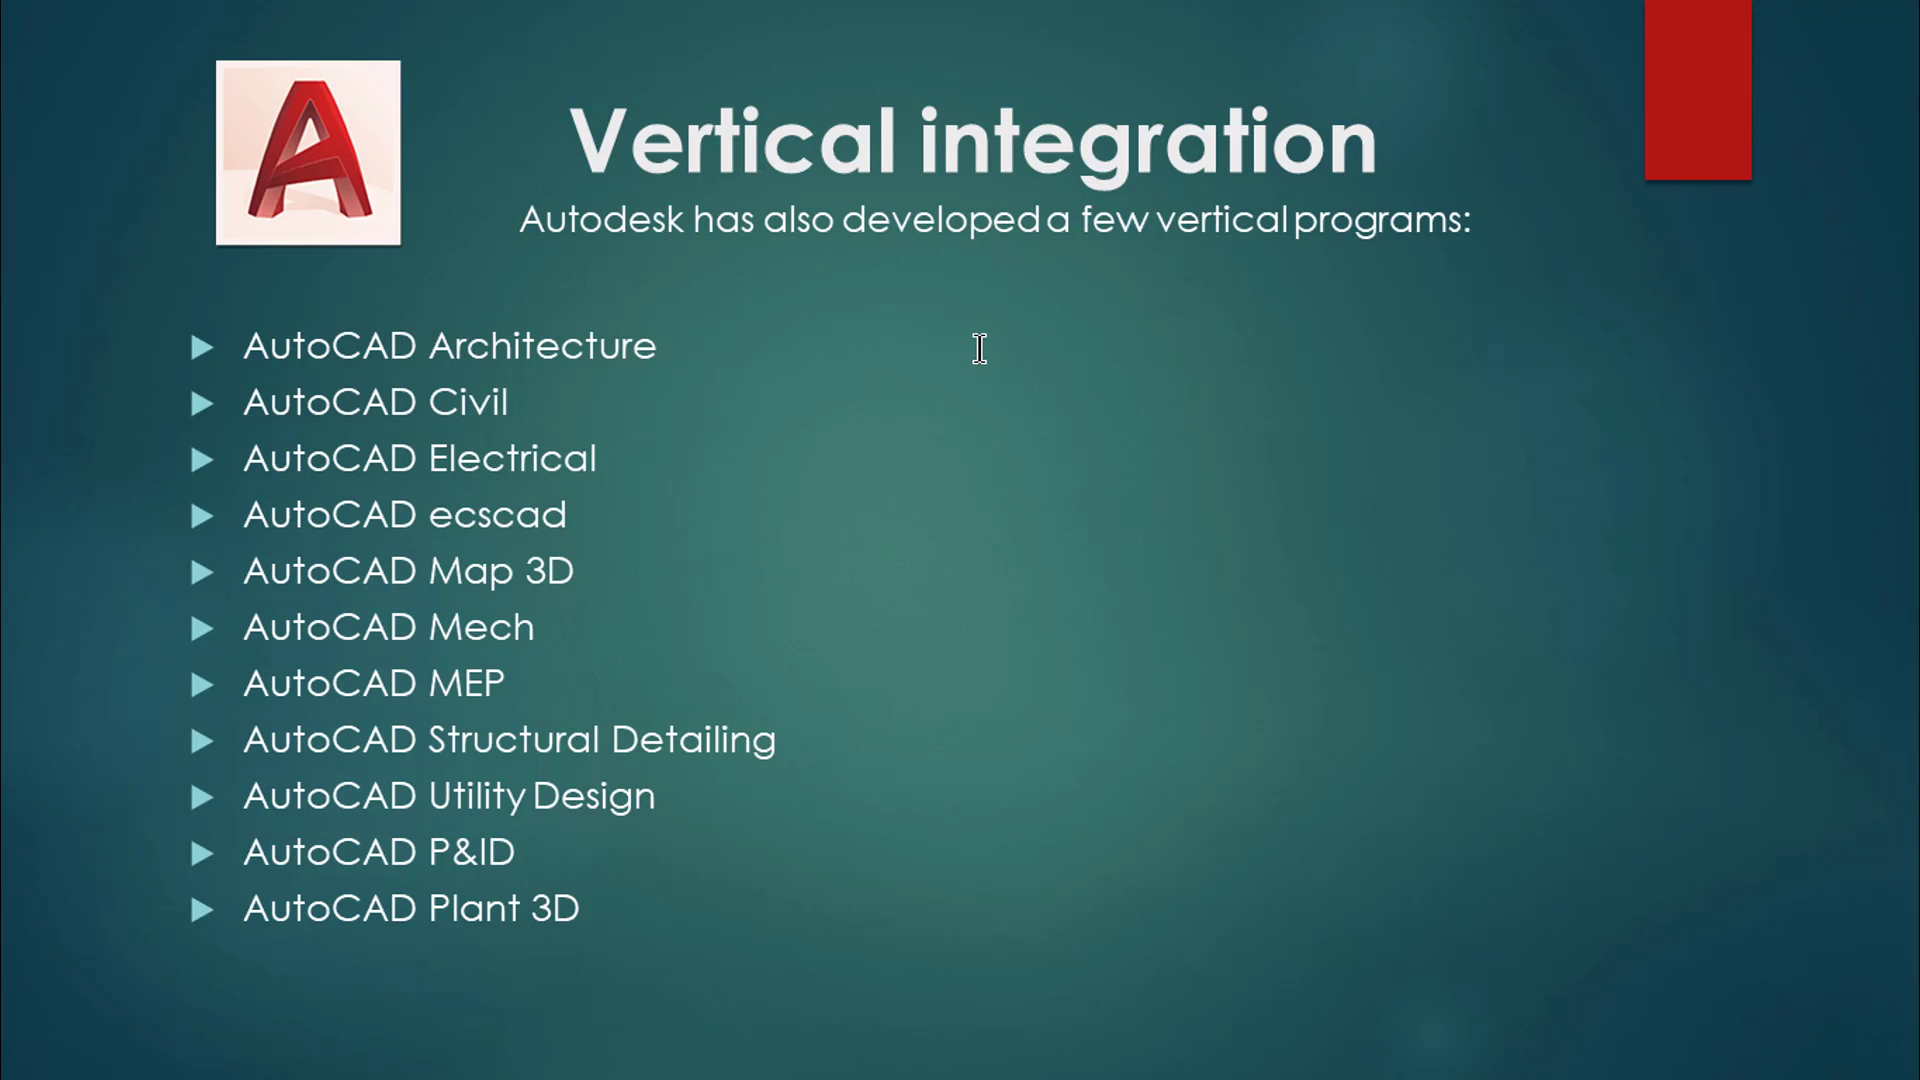 Vertical integration
Autodesk has also developed a few vertical programs:
AutoCAD Architecture
AutoCAD Civil
AutoCAD Electrical
AutoCAD ecscad
AutoCAD Map 3D
AutoCAD Mech
AutoCAD MEP
AutoCAD Structural Detailing
AutoCAD Utility Design
AutoCAD P&ID
AutoCAD Plant 3D